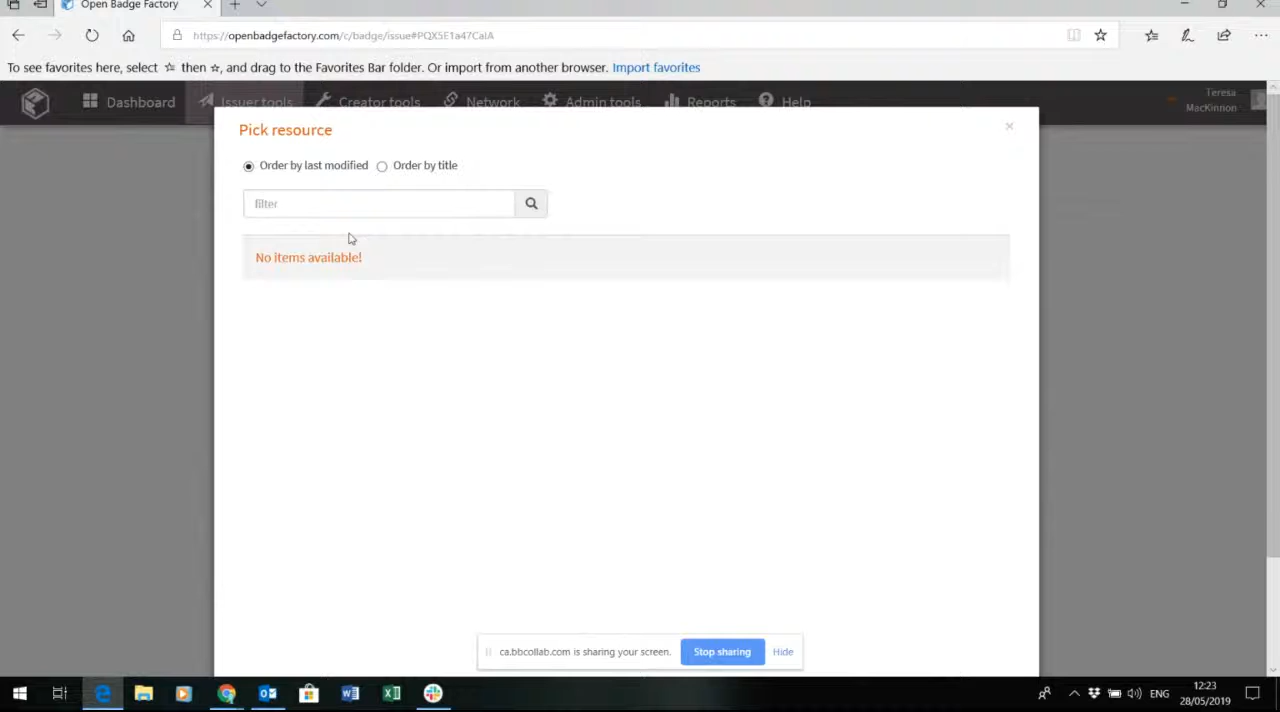 Open Badge Factory
https://openbadgefactory.com/c/badge/issue#PQX5E1a47CalA
To see favorites here, select ☆ then ☆, and drag to the Favorites Bar folder. Or import from another browser. Import favorites
Dashboard Issuer tools Creator tools Network Admin tools Reports Help
Teresa
MacKinnon
Pick resource
Order by last modified Order by title
filter
No items available!
ca.bbcollab.com is sharing your screen. Stop sharing Hide
ENG
12:23
28/05/2019